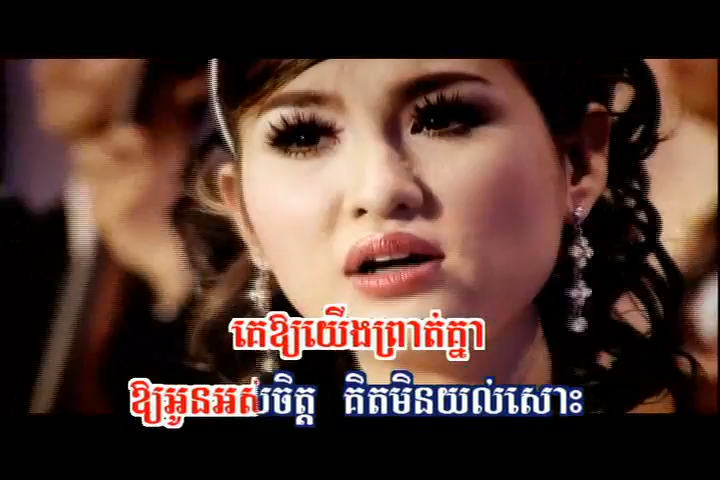 គេឱ្យយើងព្រាត់គ្នា
ឱ្យអូនអស់ចិត្ត គិតមិនយល់សោះ